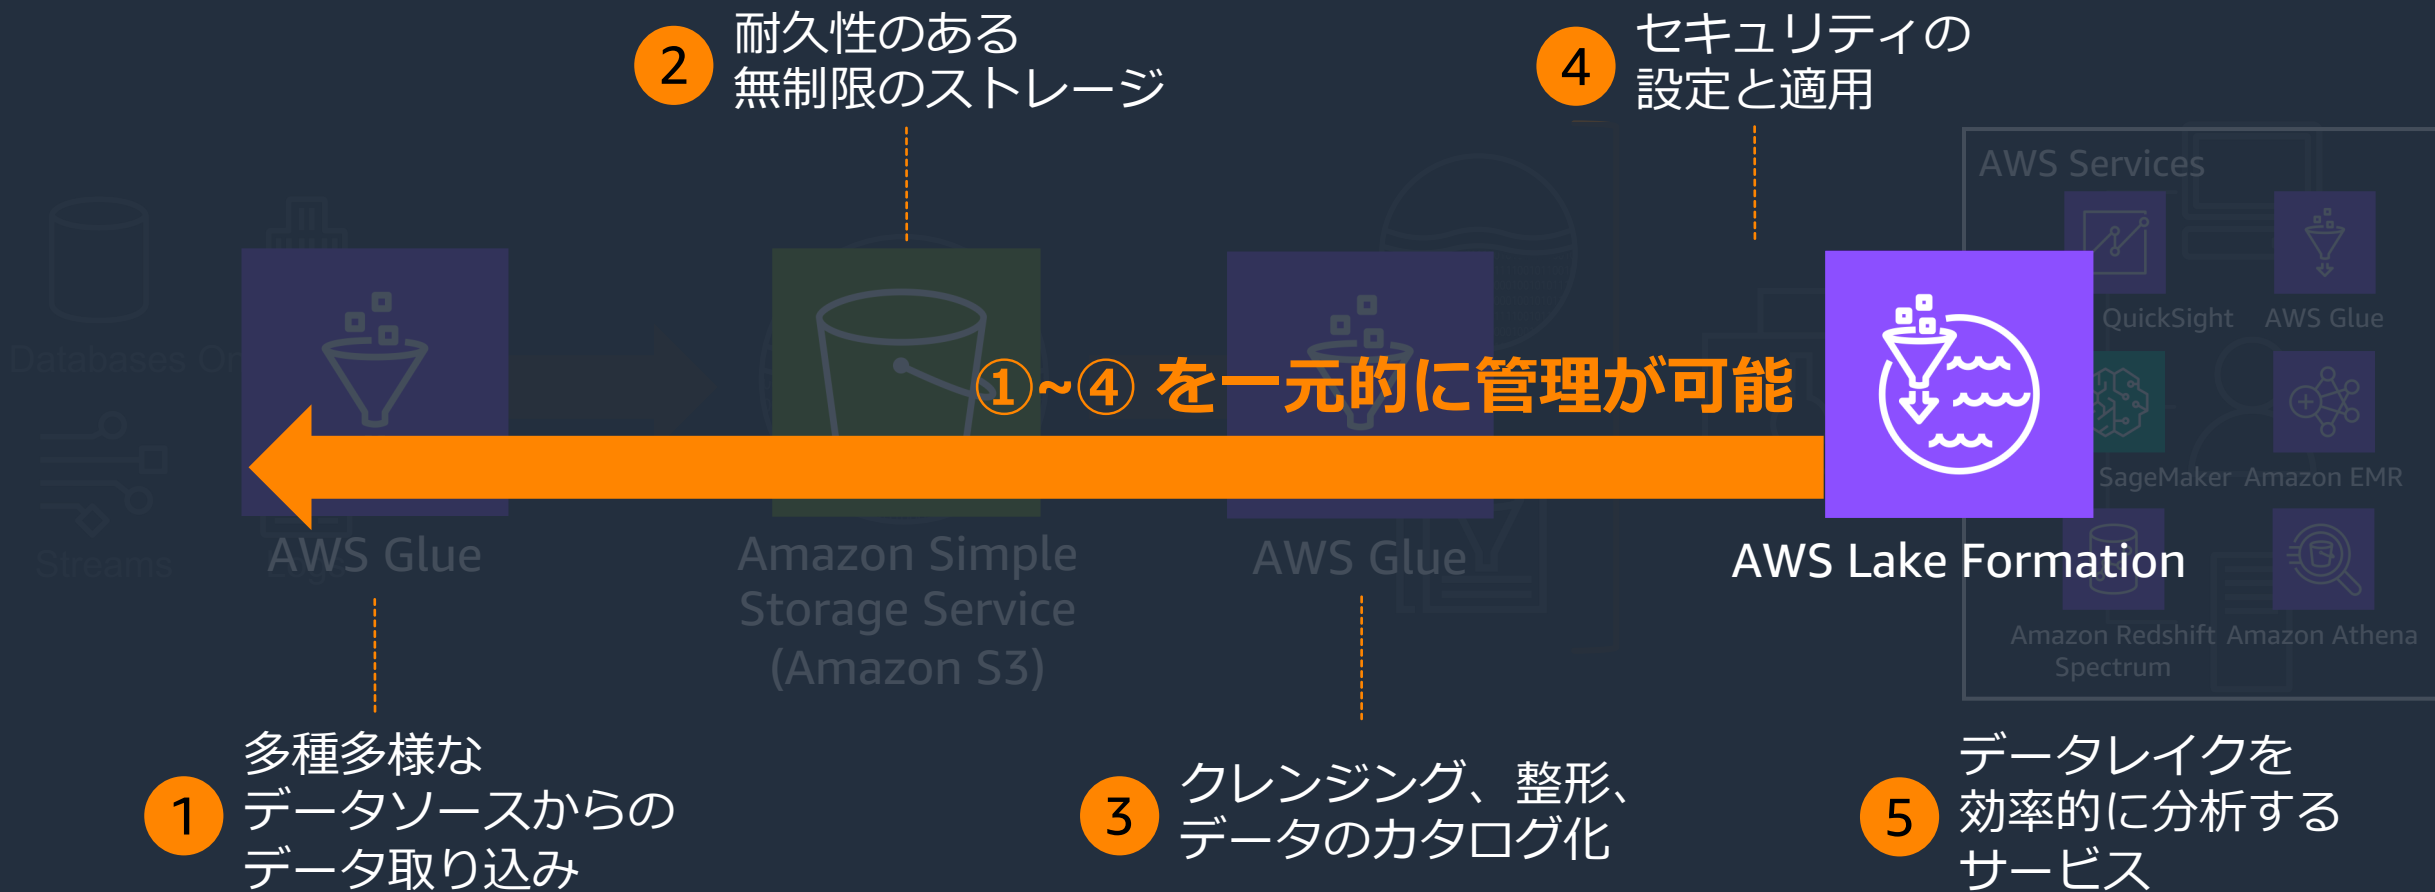 2
耐久性のある
無制限のストレージ
4
セキュリティの
設定と適用
AWS Services
QuickSight
AWS Glue
Databases On
①~④ を一元的に管理が可能
SageMaker
Amazon EMR
Streams
AWS Glue
Amazon Simple
Storage Service
(Amazon S3)
AWS Glue
AWS Lake Formation
Amazon Redshift
Spectrum
Amazon Athena
1
多種多様な
データソースからの
データ取り込み
3
クレンジング、整形、
データのカタログ化
5
データレイクを
効率的に分析する
サービス